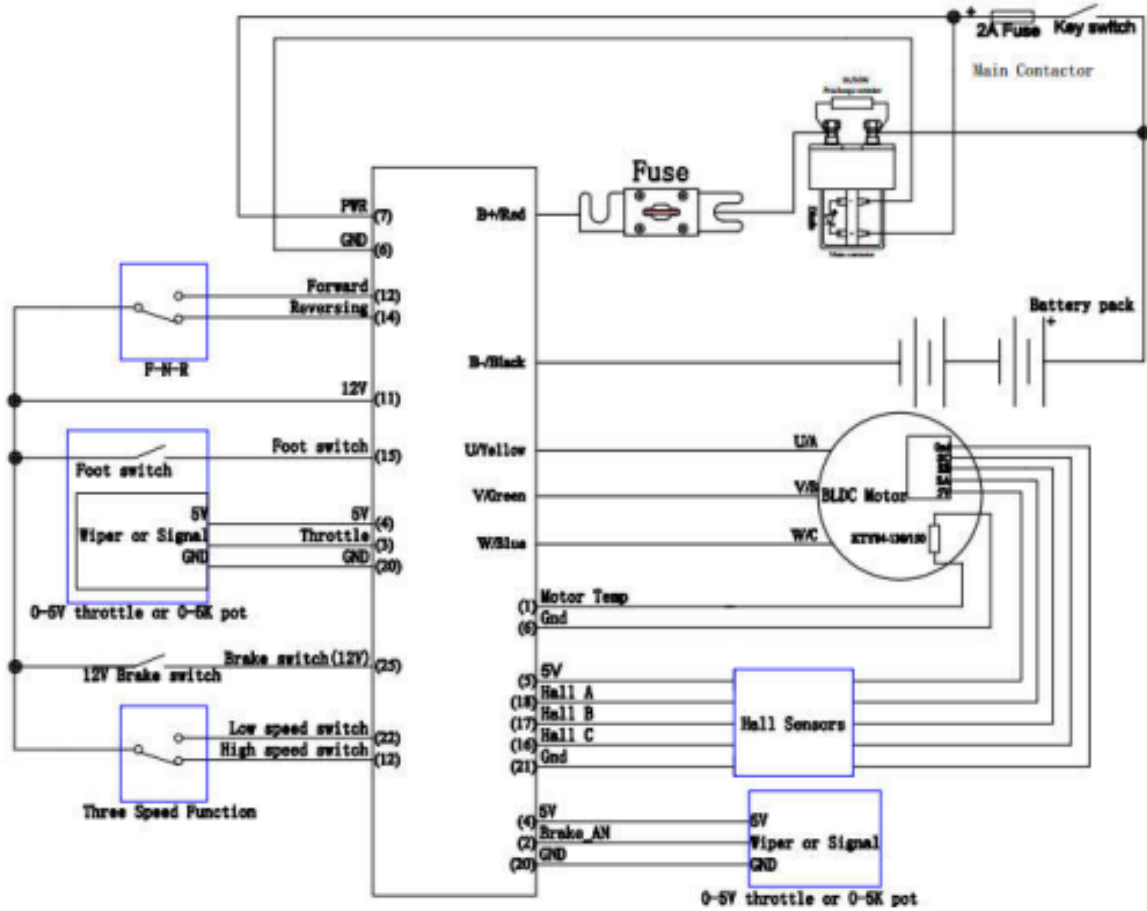 +
2A Fuse
Key switch
Main Contactor
Fuse
PWR
(7)
GND
(6)
B+/Red
Main contactor
Forward
(12)
Reversing
(14)
F-N-R
Battery pack
+
B-/Black
12V
(11)
Foot switch
(15)
Foot switch
U/Yellow
U/A
V/Green
V/B
BLDC Motor
W/Blue
W/C
5V
5V
(4)
Wiper or Signal
Throttle
(3)
GND
GND
(20)
0-5V throttle or 0-5K pot
Motor Temp
(1)
Gnd
(6)
Brake switch(12V)
(25)
12V Brake switch
5V
(5)
Hall A
(18)
Hall B
(17)
Hall C
(16)
Gnd
(21)
Hall Sensors
Low speed switch
(22)
High speed switch
(12)
Three Speed Function
5V
(4)
5V
Brake_AN
(2)
Wiper or Signal
GND
(20)
GND
0-5V throttle or 0-5K pot